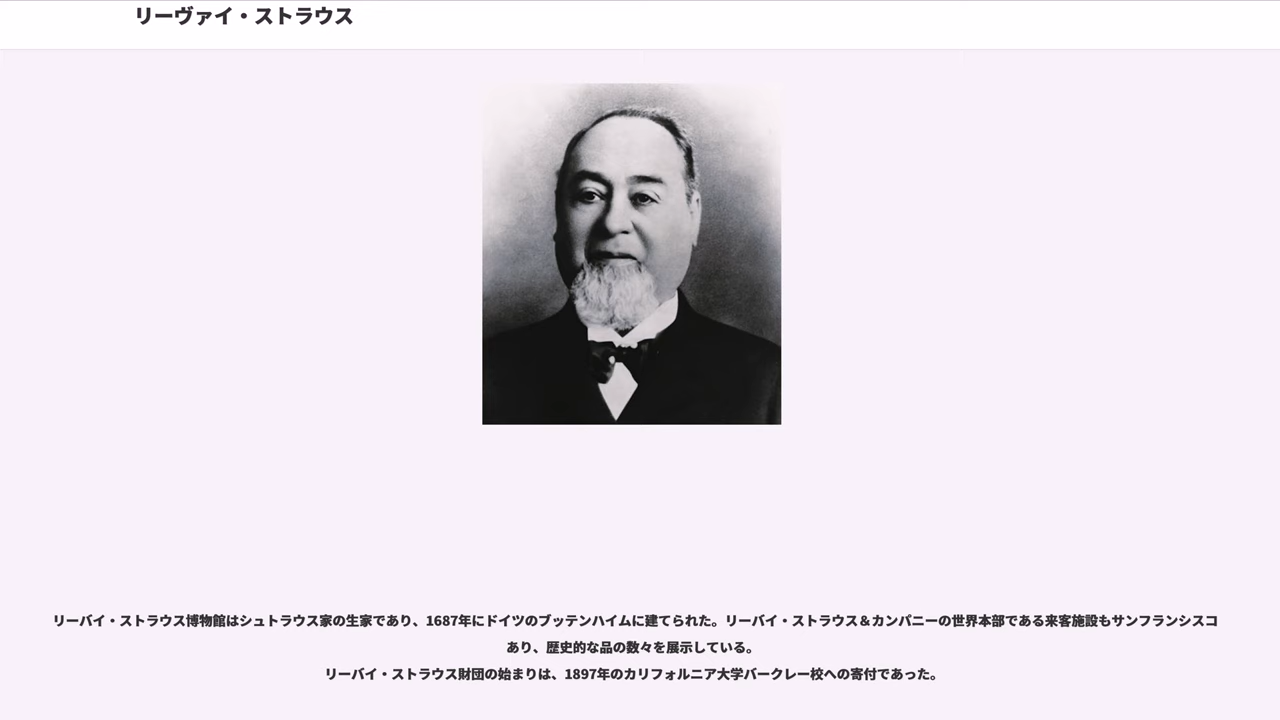 リーヴァイ・ストラウス
リーバイ・ストラウス博物館はシュトラウス家の生家であり、1687年にドイツのブッテンハイムに建てられた。リーバイ・ストラウス＆カンパニーの世界本部である来客施設もサンフランシスコ
あり、歴史的な品の数々を展示している。
リーバイ・ストラウス財団の始まりは、1897年のカリフォルニア大学バークレー校への寄付であった。